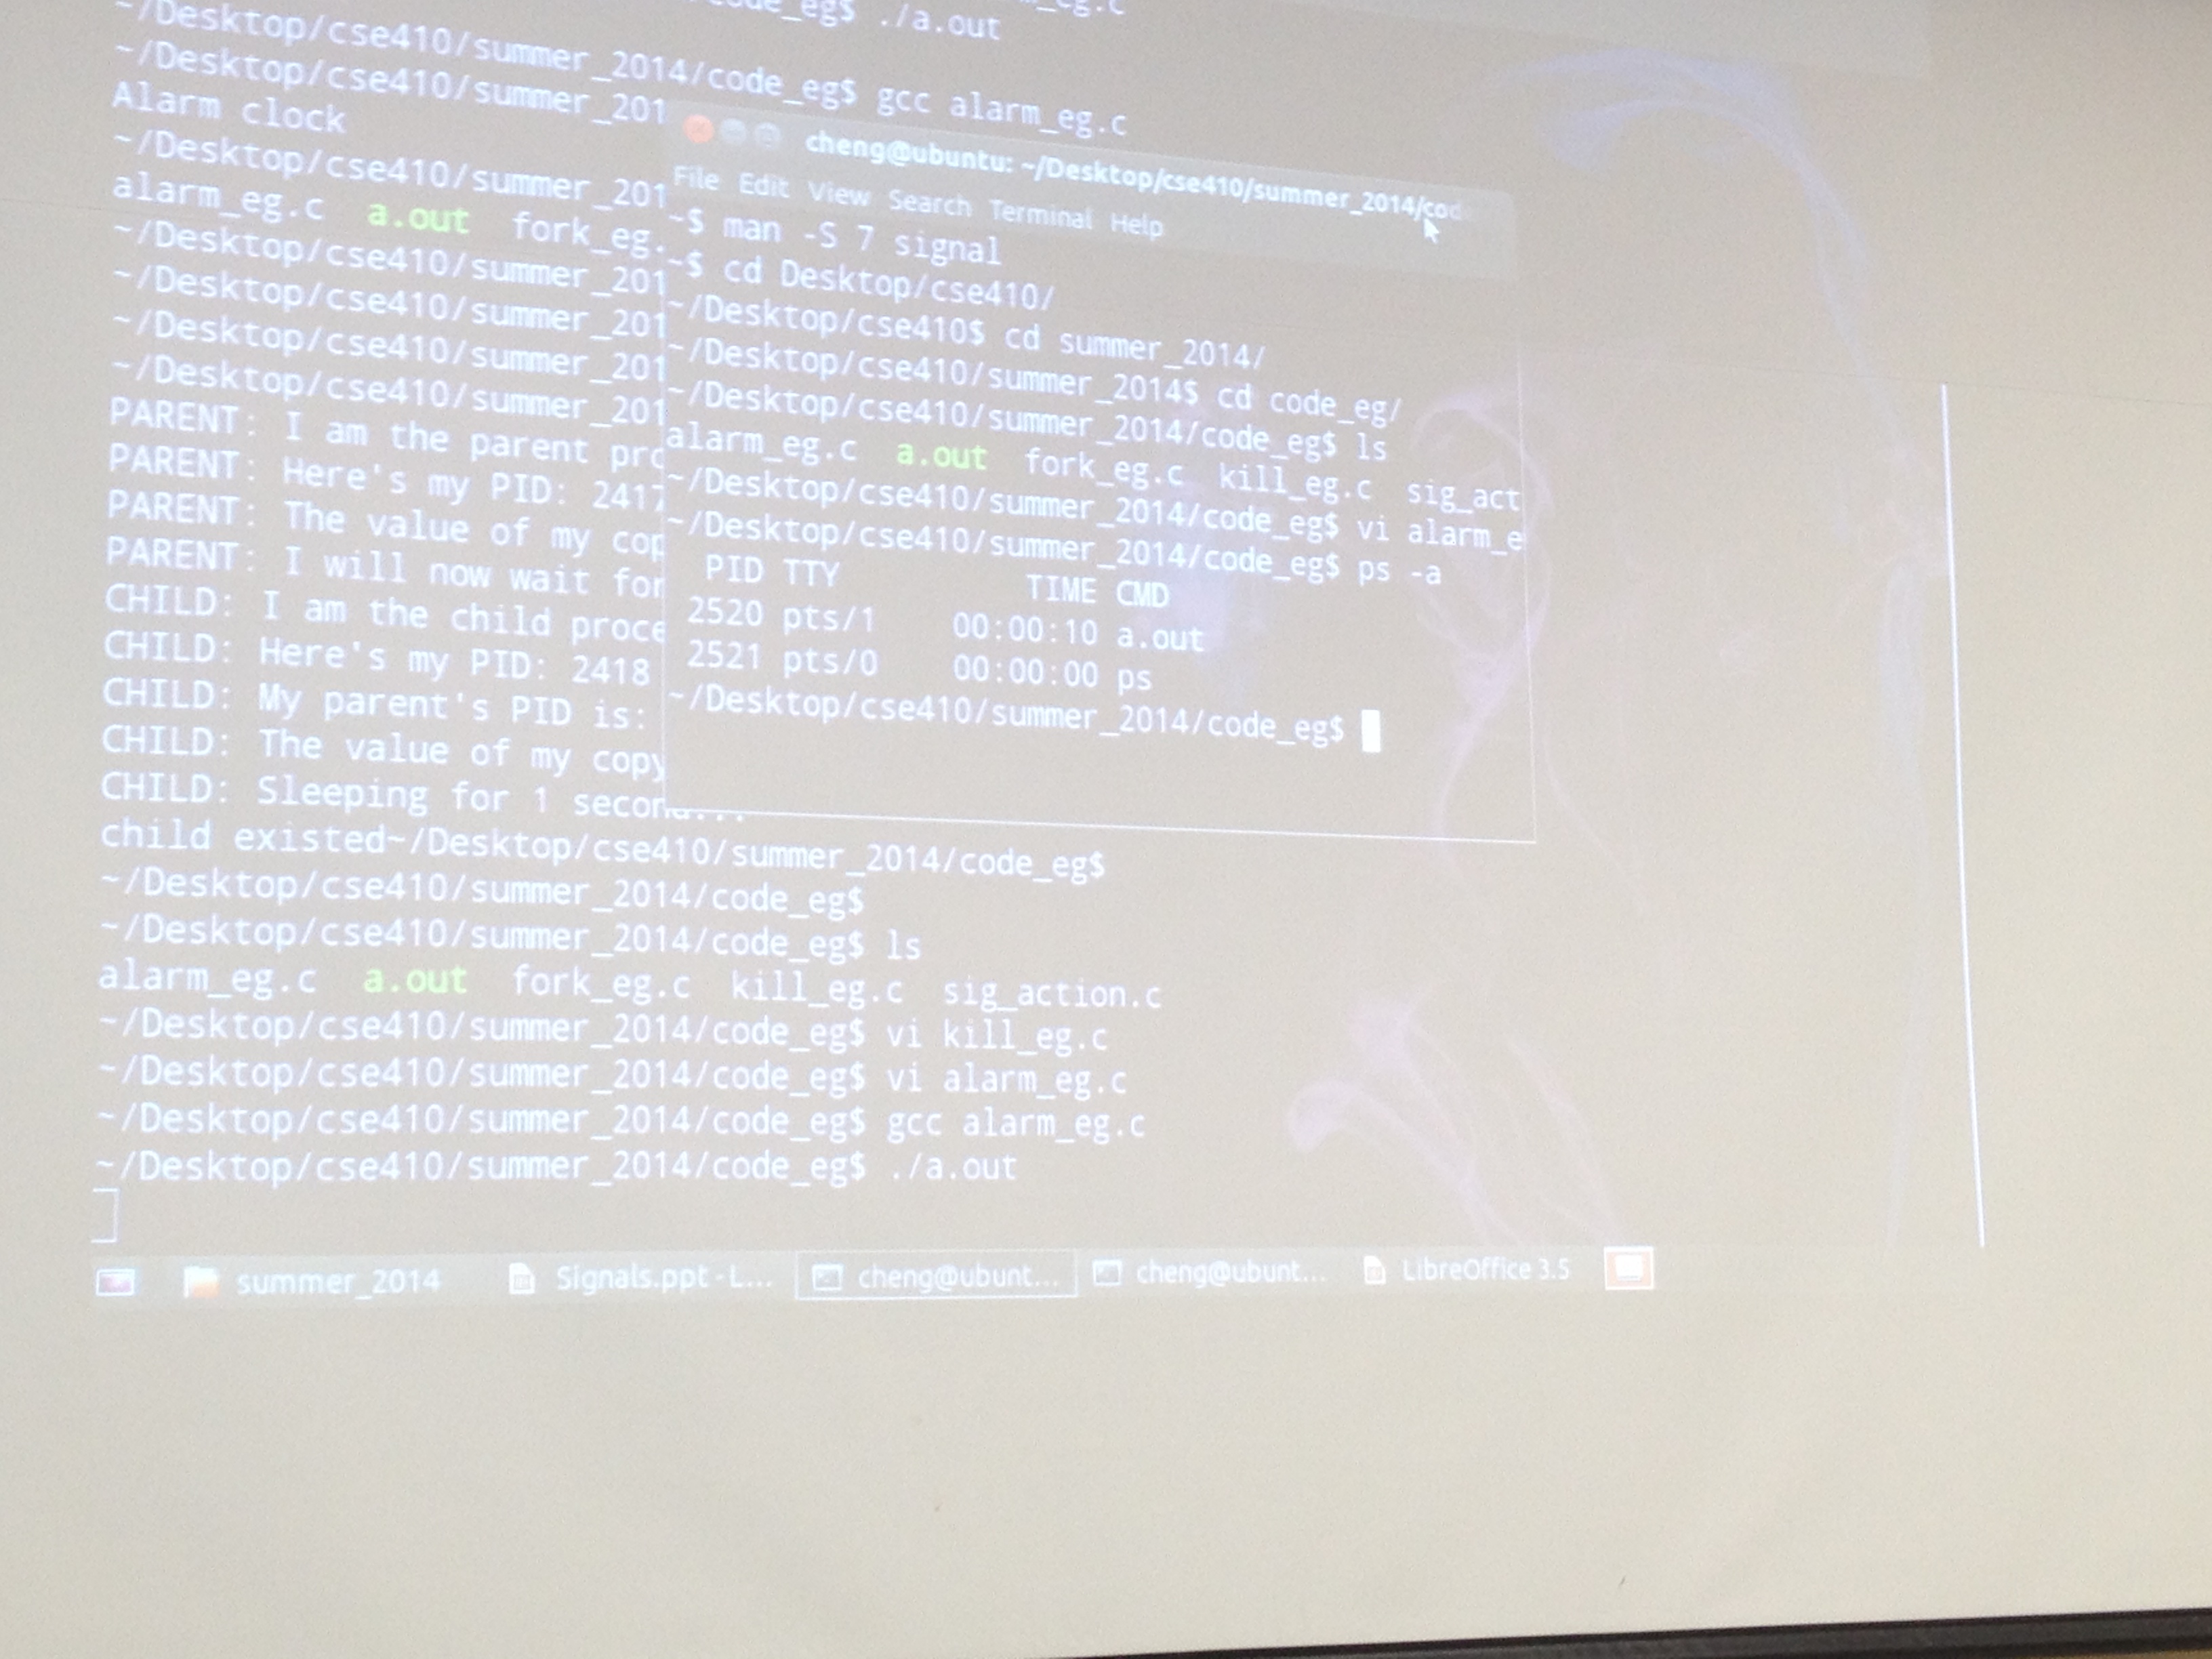 ./a.out
~/Desktop/cse410/summer_2014/code_eg$ gcc alarm_eg.c
~/Desktop/cse410/summer_201
Alarm clock
~/Desktop/cse410/summer_201
alarm_eg.c a.out fork_eg.
~/Desktop/cse410/summer_201
~/Desktop/cse410/summer_201
~/Desktop/cse410/summer_201
~/Desktop/cse410/summer_201
PARENT: I am the parent pro
PARENT: Here's my PID: 2417
PARENT: The value of my cop
PARENT: I will now wait for
CHILD: I am the child proce
CHILD: Here's my PID: 2418
CHILD: My parent's PID is:
CHILD: The value of my copy
CHILD: Sleeping for 1 second...
child existed~/Desktop/cse410/summer_2014/code_eg$
~/Desktop/cse410/summer_2014/code_eg$
~/Desktop/cse410/summer_2014/code_eg$ ls
alarm_eg.c a.out fork_eg.c kill_eg.c sig_action.c
~/Desktop/cse410/summer_2014/code_eg$ vi kill_eg.c
~/Desktop/cse410/summer_2014/code_eg$ vi alarm_eg.c
~/Desktop/cse410/summer_2014/code_eg$ gcc alarm_eg.c
~/Desktop/cse410/summer_2014/code_eg$ ./a.out
cheng@ubuntu: ~/Desktop/cse410/summer_2014/cod
File Edit View Search Terminal Help
~$ man -S 7 signal
~$ cd Desktop/cse410/
~/Desktop/cse410$ cd summer_2014/
~/Desktop/cse410/summer_2014$ cd code_eg/
~/Desktop/cse410/summer_2014/code_eg$ ls
alarm_eg.c a.out fork_eg.c kill_eg.c sig_act
~/Desktop/cse410/summer_2014/code_eg$ vi alarm_e
~/Desktop/cse410/summer_2014/code_eg$ ps -a
PID TTY TIME CMD
2520 pts/1 00:00:10 a.out
2521 pts/0 00:00:00 ps
~/Desktop/cse410/summer_2014/code_eg$
summer_2014 Signals.ppt - L... cheng@ubunt... cheng@ubunt... LibreOffice 3.5